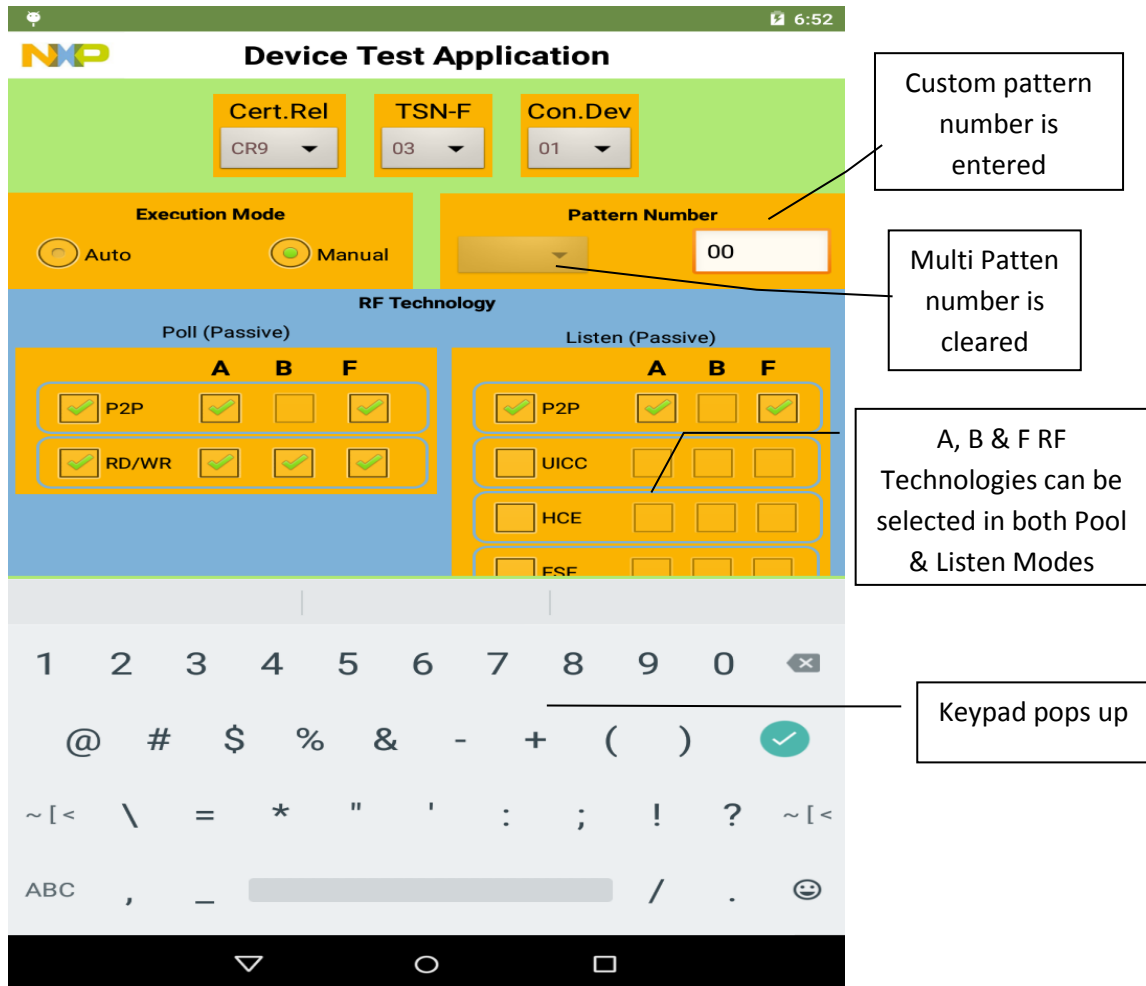 6:52
NXP
Device Test Application
Cert.Rel TSN-F Con.Dev
CR9 03 01
Execution Mode
Auto Manual
Pattern Number
00
RF Technology
Poll (Passive)
A B F
P2P
RD/WR
Listen (Passive)
A B F
P2P
UICC
HCE
ESE
1 2 3 4 5 6 7 8 9 0
@ # $ % & - + ( )
~ [ < \ = * " ' : ; ! ? ~ [ <
ABC , _ / .
Custom pattern
number is
entered
Multi Patten
number is
cleared
A, B & F RF
Technologies can be
selected in both Pool
& Listen Modes
Keypad pops up